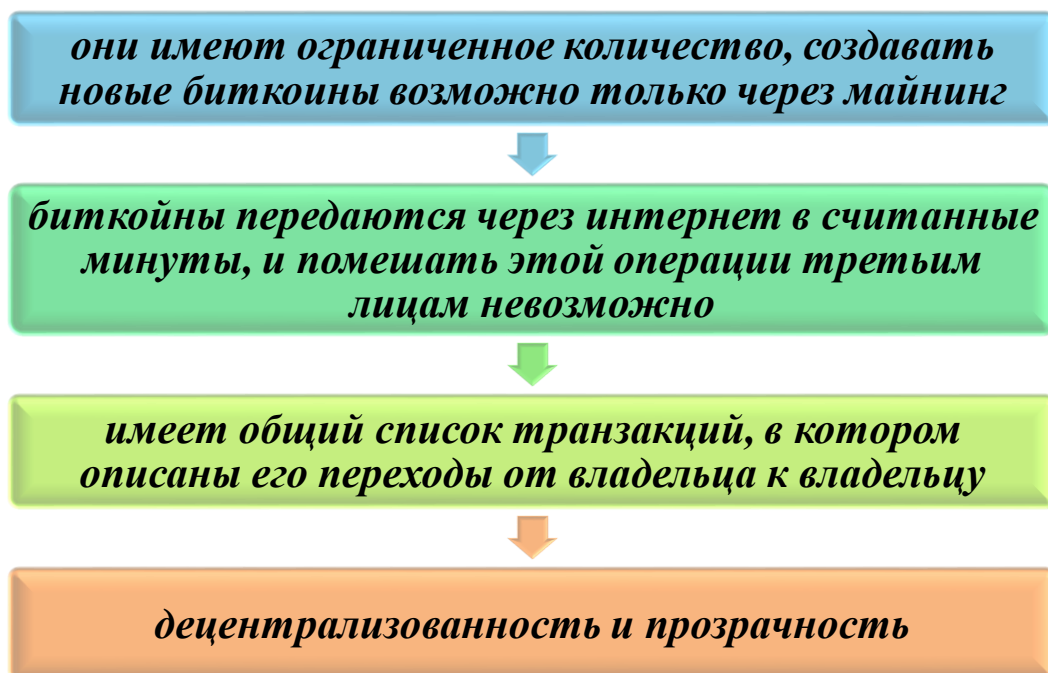 они имеют ограниченное количество, создавать
новые биткоины возможно только через майнинг
биткойны передаются через интернет в считанные
минуты, и помешать этой операции третьим
лицам невозможно
имеет общий список транзакций, в котором
описаны его переходы от владельца к владельцу
децентрализованность и прозрачность